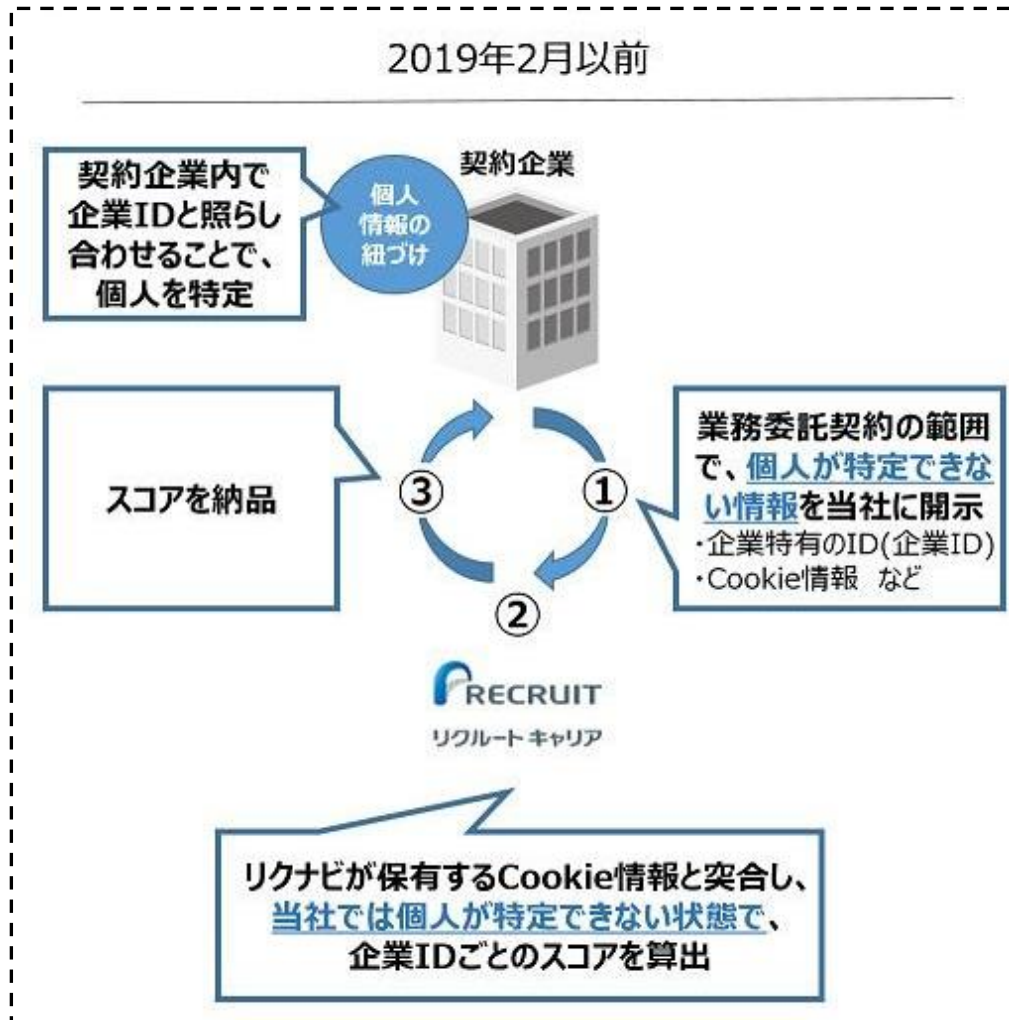 2019年2月以前
契約企業
契約企業内で
企業IDと照らし
合わせることで、
個人を特定
個人
情報の
紐づけ
業務委託契約の範囲
で、個人が特定できな
い情報を当社に開示
・企業特有のID(企業ID)
・Cookie情報 など
スコアを納品
③
①
②
RECRUIT
リクルート キャリア
リクナビが保有するCookie情報と突合し、
当社では個人が特定できない状態で、
企業IDごとのスコアを算出